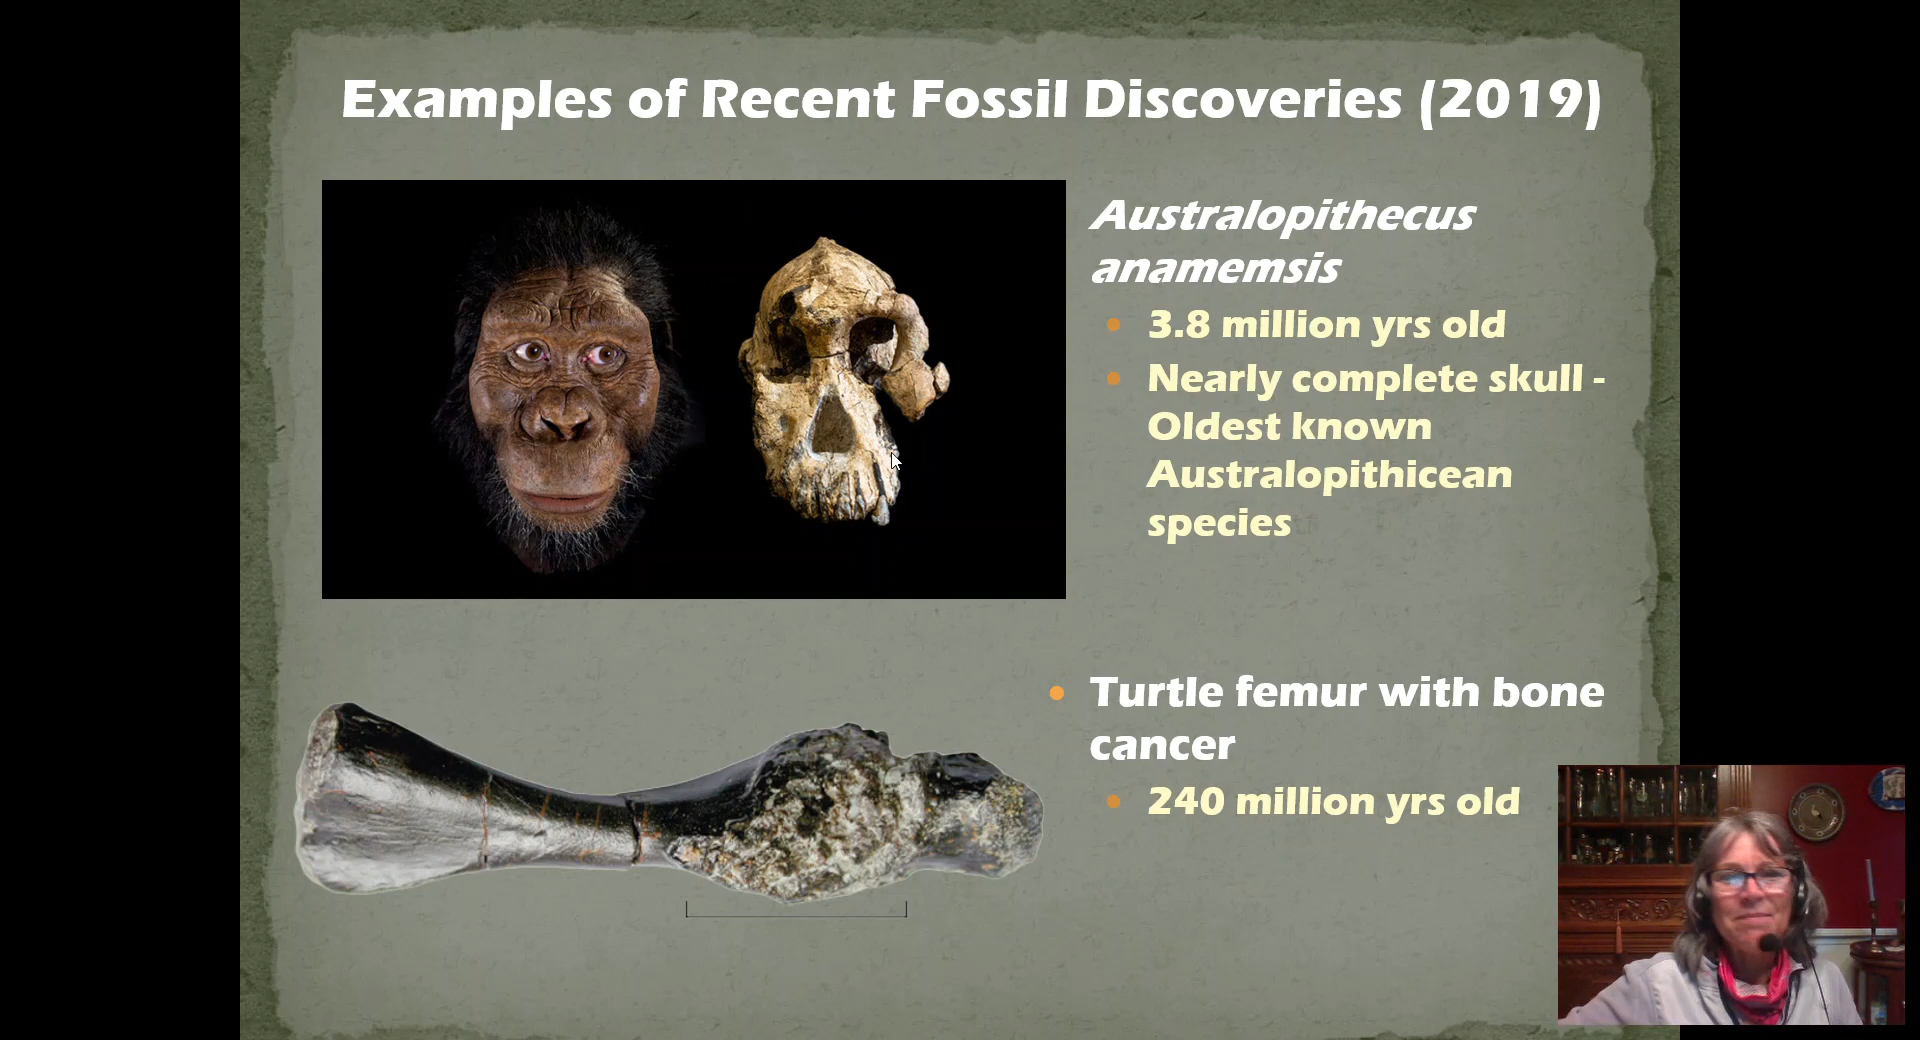 Examples of Recent Fossil Discoveries (2019)
Australopithecus
anamemsis
3.8 million yrs old
Nearly complete skull -
Oldest known
Australopithicean
species
Turtle femur with bone
cancer
240 million yrs old